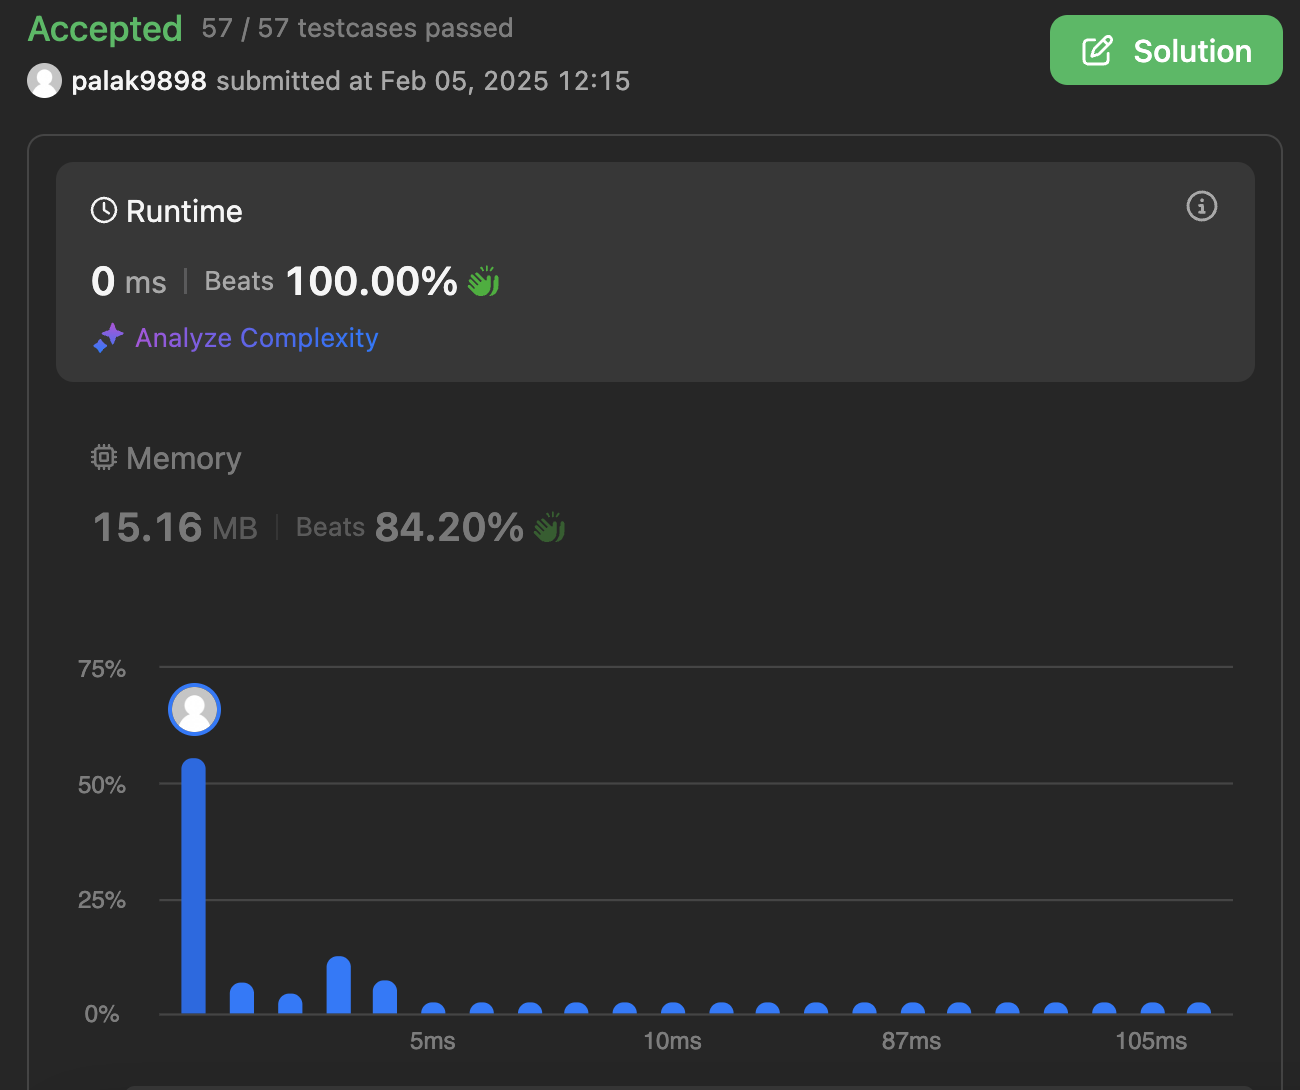 Accepted 57 / 57 testcases passed
Solution
palak9898 submitted at Feb 05, 2025 12:15
Runtime
0 ms | Beats 100.00%
Analyze Complexity
Memory
15.16 MB | Beats 84.20%
75%
50%
25%
0%
5ms 10ms 87ms 105ms